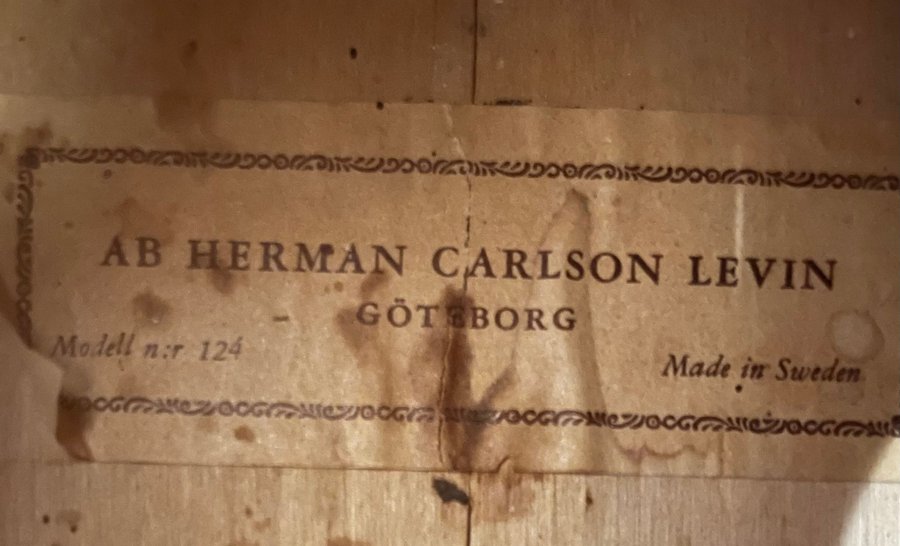 AB HERMAN CARLSON LEVIN
GÖTEBORG
Modell n:r 124
Made in Sweden